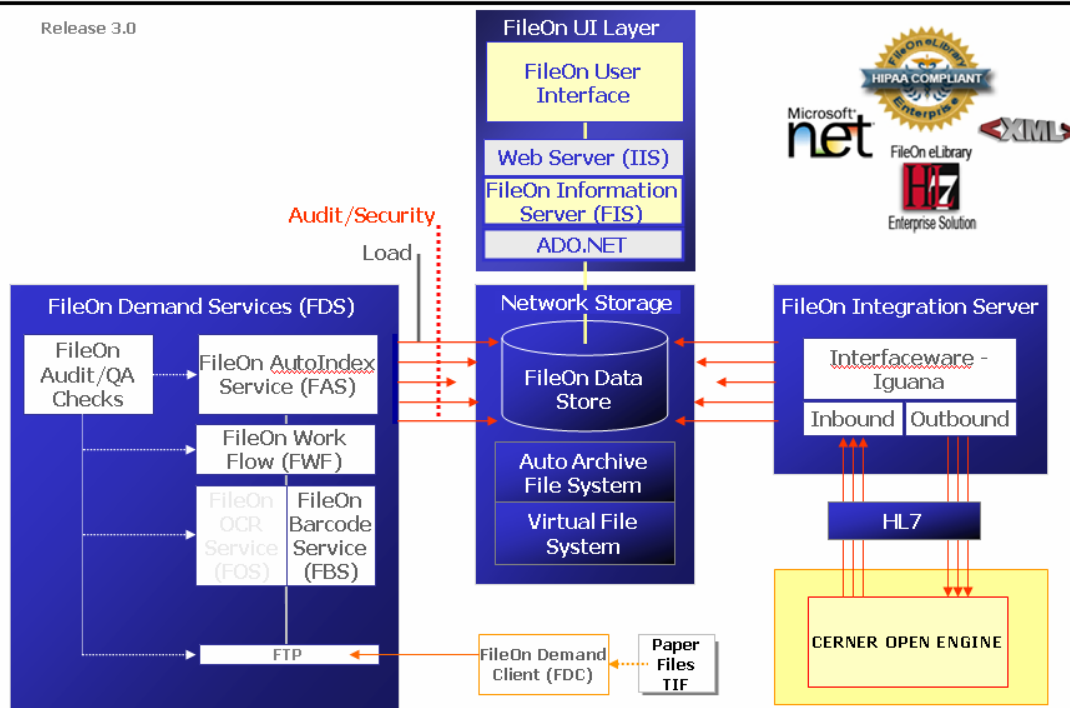 Release 3.0
FileOn UI Layer
FileOn User
Interface
Web Server (IIS)
FileOn Information
Server (FIS)
ADO.NET
FileOn eLibrary
HIPAA COMPLIANT
Enterprise
Microsoft
net
<XML>
FileOn eLibrary
HL7
Enterprise Solution
Audit/Security
Load
FileOn Demand Services (FDS)
FileOn
Audit/QA
Checks
FileOn AutoIndex
Service (FAS)
FileOn Work
Flow (FWF)
FileOn
OCR
Service
(FOS)
FileOn
Barcode
Service
(FBS)
FTP
Network Storage
FileOn Data
Store
Auto Archive
File System
Virtual File
System
FileOn Demand
Client (FDC)
Paper
Files
TIF
FileOn Integration Server
Interfaceware -
Iguana
Inbound
Outbound
HL7
CERNER OPEN ENGINE